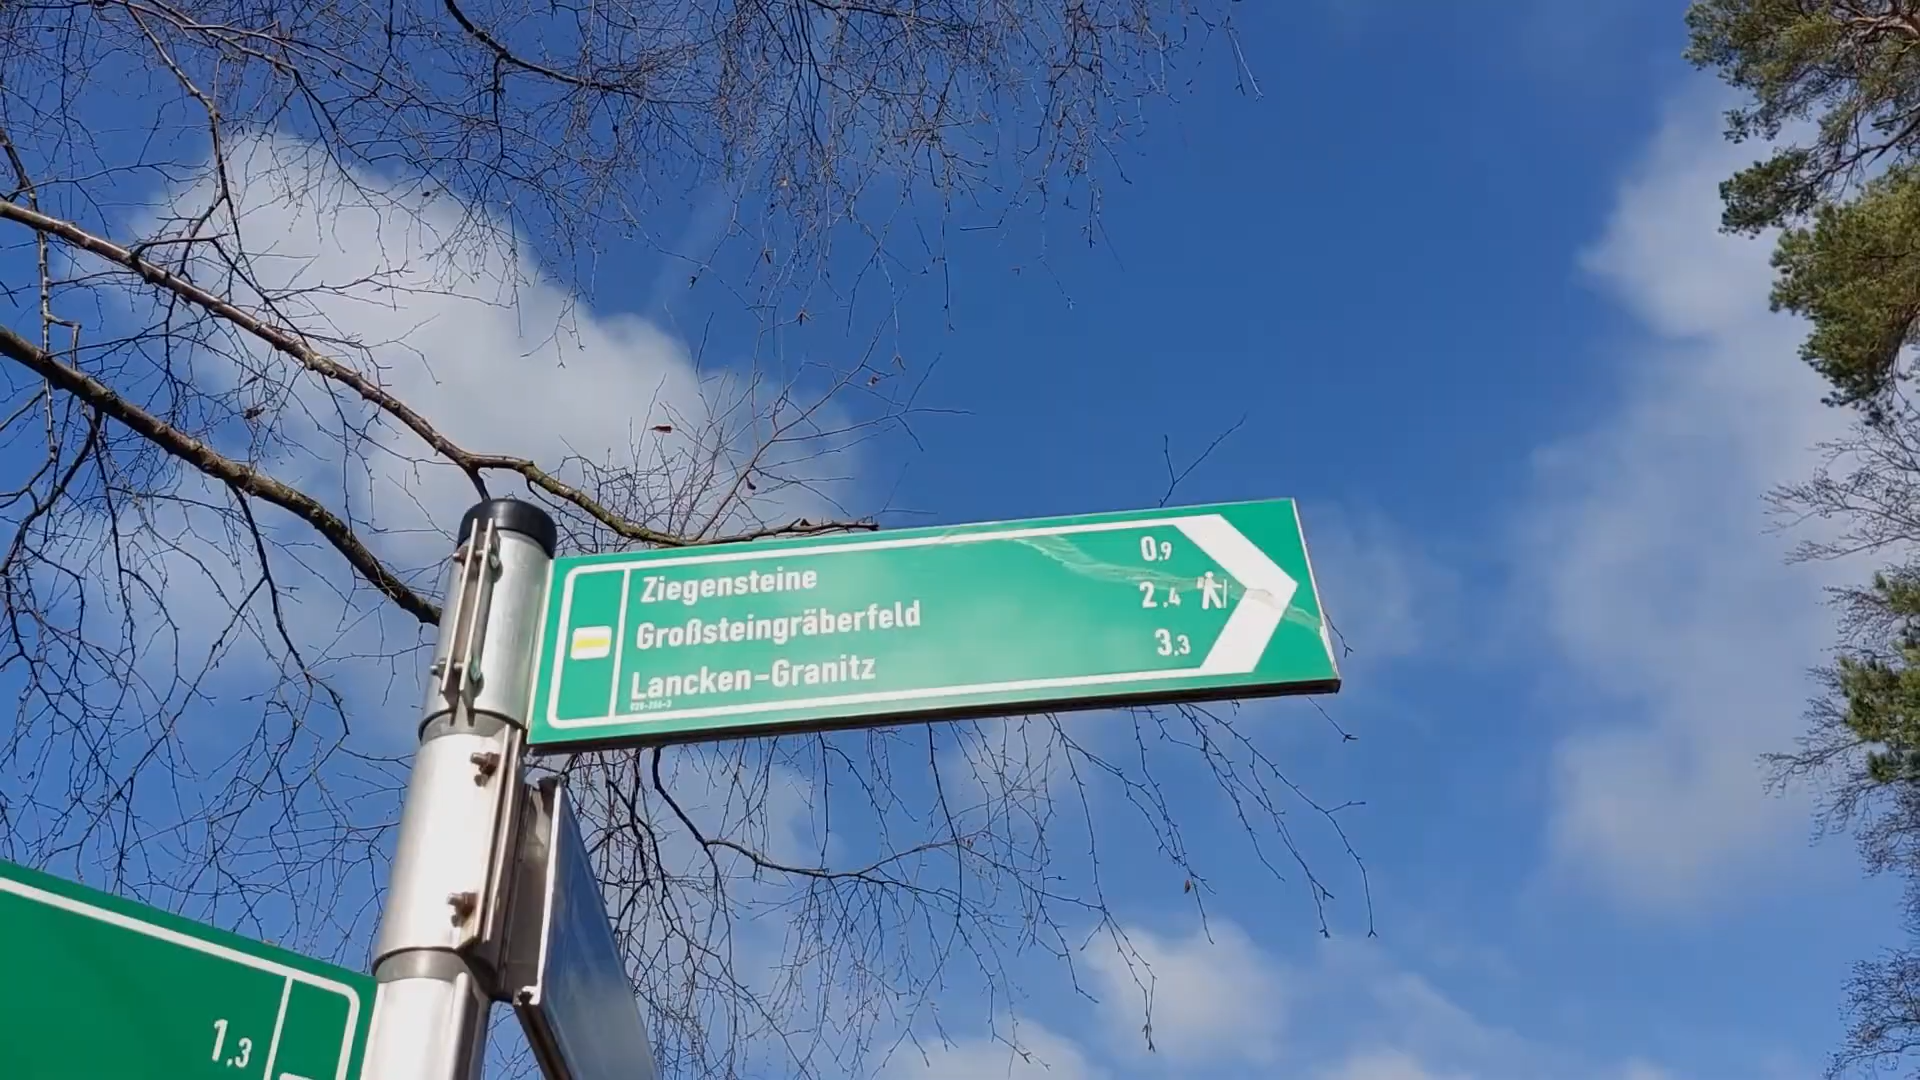 Ziegensteine 0,9
Großsteingräberfeld 2,4
Lancken-Granitz 3,3
1,3